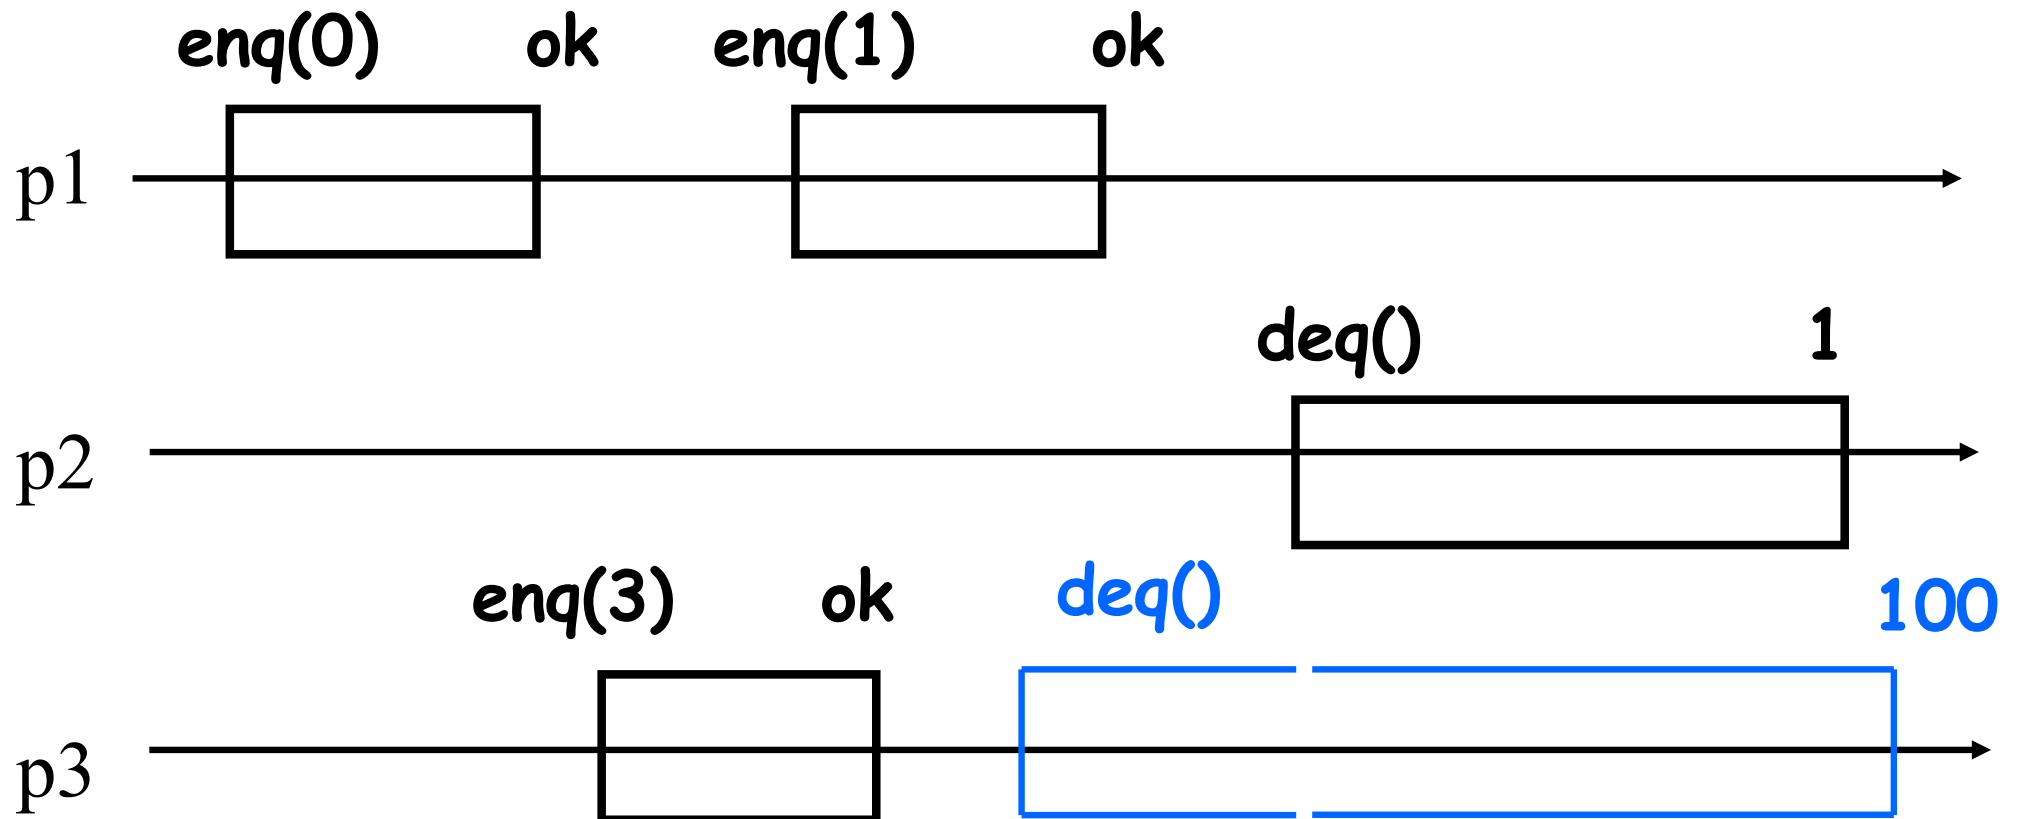 enq(0) ok enq(1) ok
p1
deq() 1
p2
enq(3) ok deq() 100
p3